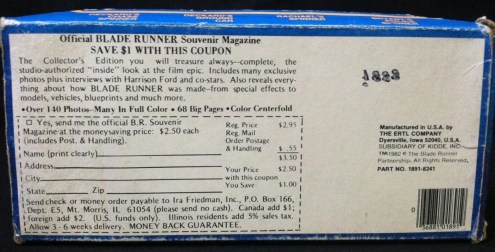 Official BLADE RUNNER Souvenir Magazine
SAVE $1 WITH THIS COUPON
The Collector's Edition you will treasure always—complete, the
studio-authorized "inside" look at the film epic. Includes many exclusive
photos plus interviews with Harrison Ford and co-stars. Also reveals every-
thing about how BLADE RUNNER was made—from special effects to
models, vehicles, blueprints and much more.
•Over 140 Photos—Many In Full Color • 68 Big Pages •Color Centerfold
Yes, send me the official B.R. Souvenir
Magazine at the moneysaving price: $2.50 each
(includes Post. & Handling).
Name (print clearly)
Address
City
State Zip
Reg. Price $2.95
Reg. Mail
Order Postage
& Handling $ .55
$3.50
Your Price $2.50
with this coupon
You Save $1.00
Send check or money order payable to Ira Friedman, Inc., P.O. Box 166,
Dept. E5, Mt. Morris, IL 61054 (please send no cash). Canada add $1;
foreign add $2. (U.S. funds only). Illinois residents add 5% sales tax.
Allow 3 - 6 weeks delivery. MONEY BACK GUARANTEE.
Manufactured in U.S.A. by
THE ERTL COMPANY
Dyersville, Iowa 52040, U.S.A.
SUBSIDIARY OF KIDDE, INC.
TM 1982 © The Blade Runner
Partnership. All Rights Reserved.
PART NO. 1891-8241
0